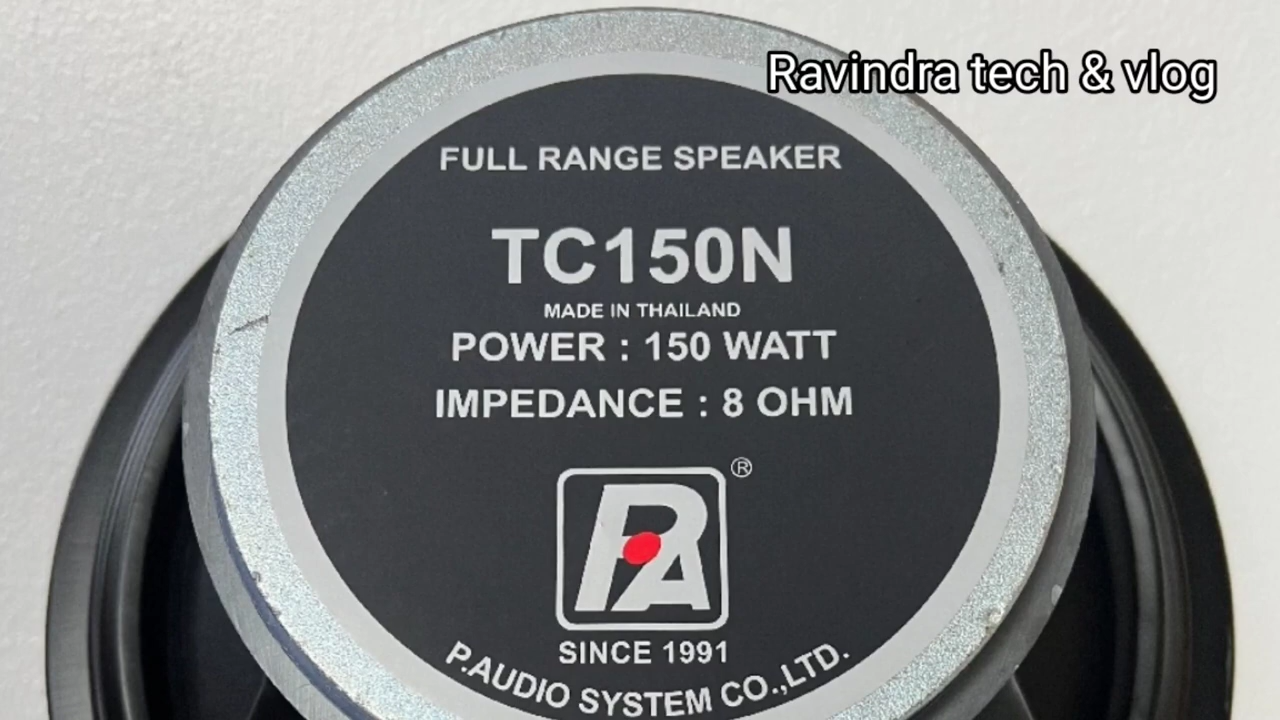 Ravindra tech & vlog
FULL RANGE SPEAKER
TC150N
MADE IN THAILAND
POWER : 150 WATT
IMPEDANCE : 8 OHM
PA ®
SINCE 1991
P.AUDIO SYSTEM CO.,LTD.